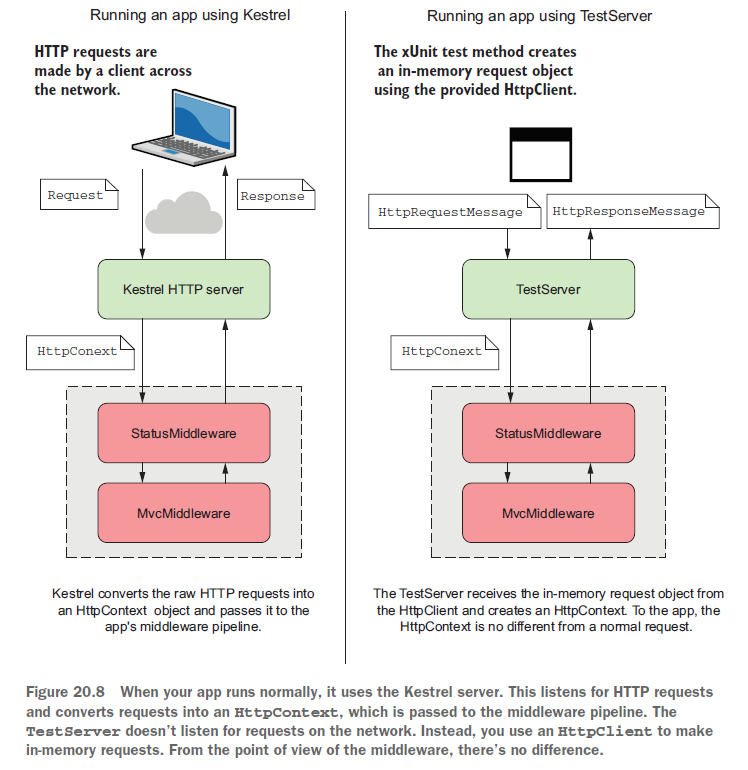 Running an app using Kestrel
HTTP requests are
made by a client across
the network.
Request
Response
Kestrel HTTP server
HttpConext
StatusMiddleware
MvcMiddleware
Kestrel converts the raw HTTP requests into
an HttpContext object and passes it to the
app's middleware pipeline.
Running an app using TestServer
The xUnit test method creates
an in-memory request object
using the provided HttpClient.
HttpRequestMessage
HttpResponseMessage
TestServer
HttpConext
StatusMiddleware
MvcMiddleware
The TestServer receives the in-memory request object from
the HttpClient and creates an HttpContext. To the app, the
HttpContext is no different from a normal request.
Figure 20.8 When your app runs normally, it uses the Kestrel server. This listens for HTTP requests
and converts requests into an HttpContext, which is passed to the middleware pipeline. The
TestServer doesn't listen for requests on the network. Instead, you use an HttpClient to make
in-memory requests. From the point of view of the middleware, there's no difference.